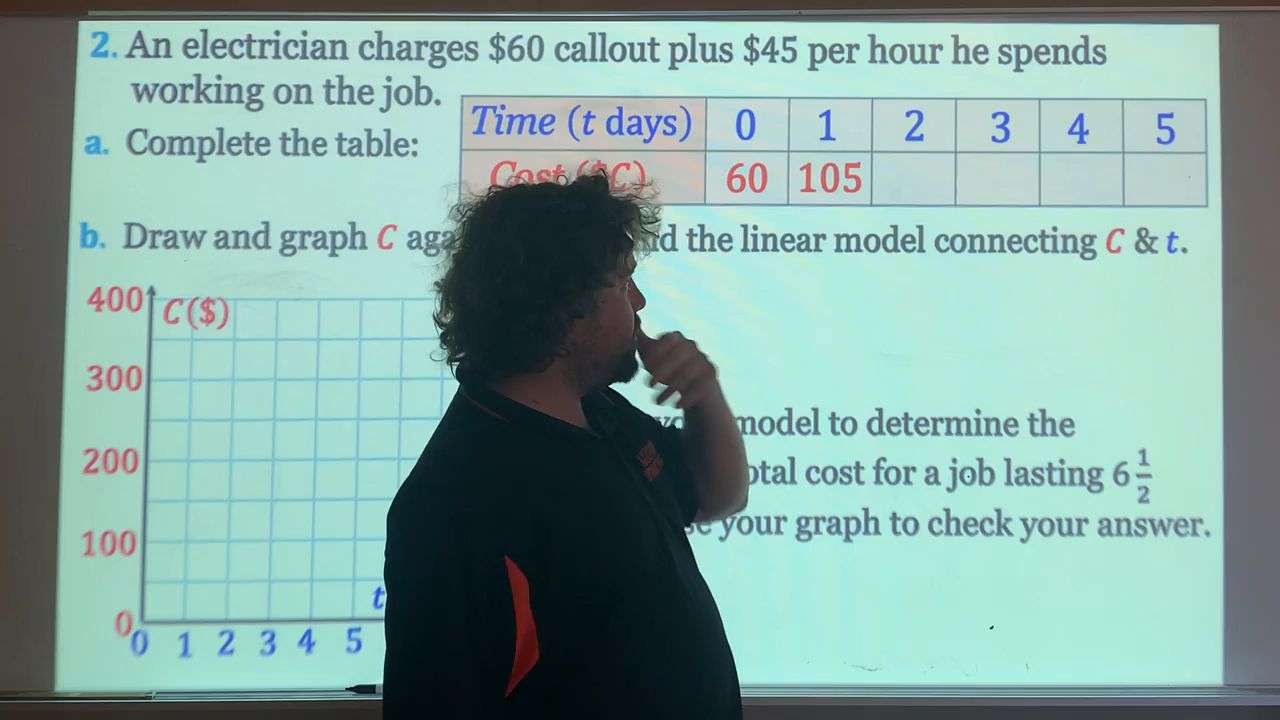 2. An electrician charges $60 callout plus $45 per hour he spends
working on the job.
a. Complete the table:
Time (t days) 0 1 2 3 4 5
Cost ($C) 60 105
b. Draw and graph C the linear model connecting C & t.
400 C($)
300
200
100
0
t
0 1 2 3 4 5
model to determine the
cost for a job lasting 6 1/2
your graph to check your answer.